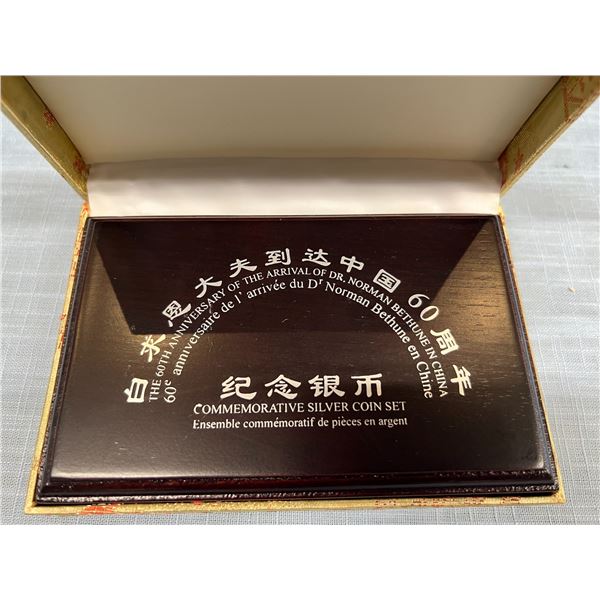 白求恩大夫到达中国60周年
THE 60TH ANNIVERSARY OF THE ARRIVAL OF DR. NORMAN BETHUNE IN CHINA
60e anniversaire de l'arrivée du Dr Norman Bethune en Chine
纪念银币
COMMEMORATIVE SILVER COIN SET
Ensemble commémoratif de pièces en argent